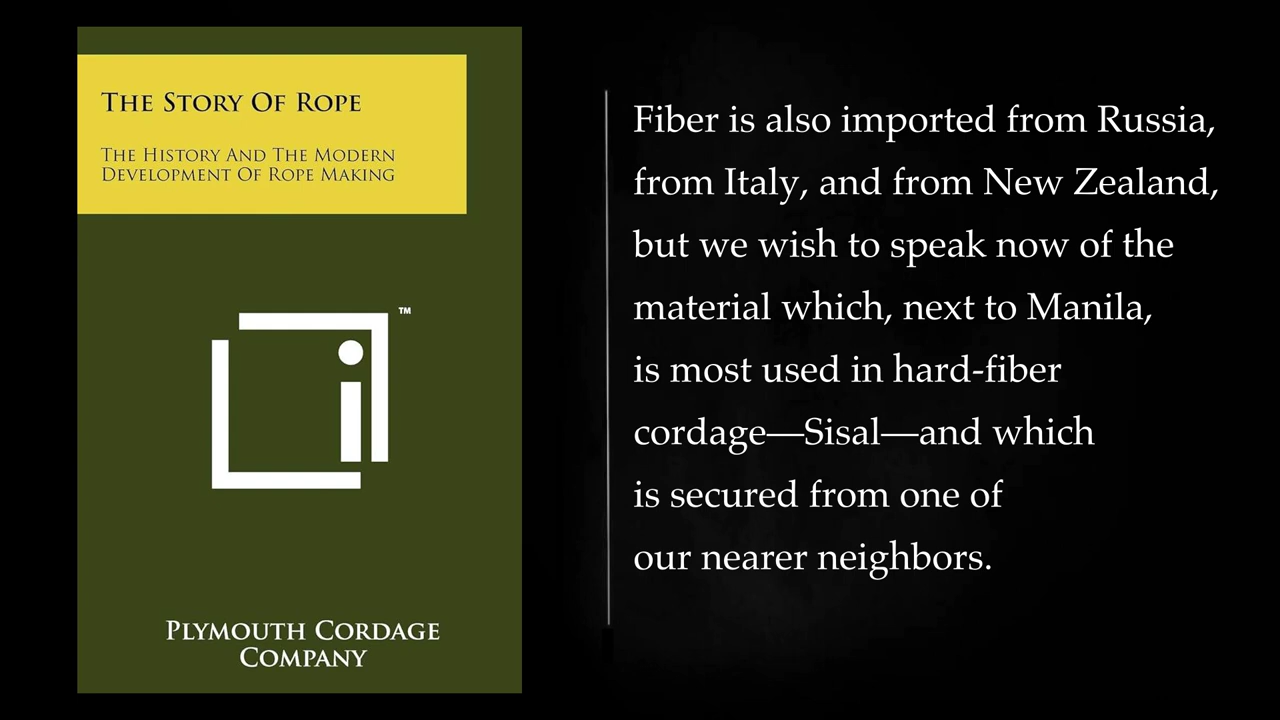 THE STORY OF ROPE
THE HISTORY AND THE MODERN
DEVELOPMENT OF ROPE MAKING
TM
PLYMOUTH CORDAGE
COMPANY
Fiber is also imported from Russia,
from Italy, and from New Zealand,
but we wish to speak now of the
material which, next to Manila,
is most used in hard-fiber
cordage—Sisal—and which
is secured from one of
our nearer neighbors.